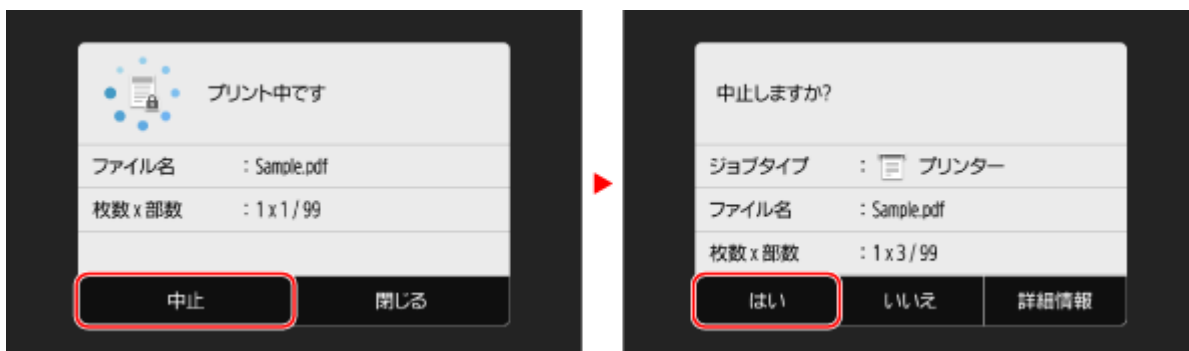 プリント中です
ファイル名 : Sample.pdf
枚数 x 部数 : 1 x 1 / 99
中止 閉じる
中止しますか?
ジョブタイプ : プリンター
ファイル名 : Sample.pdf
枚数 x 部数 : 1 x 3 / 99
はい いいえ 詳細情報